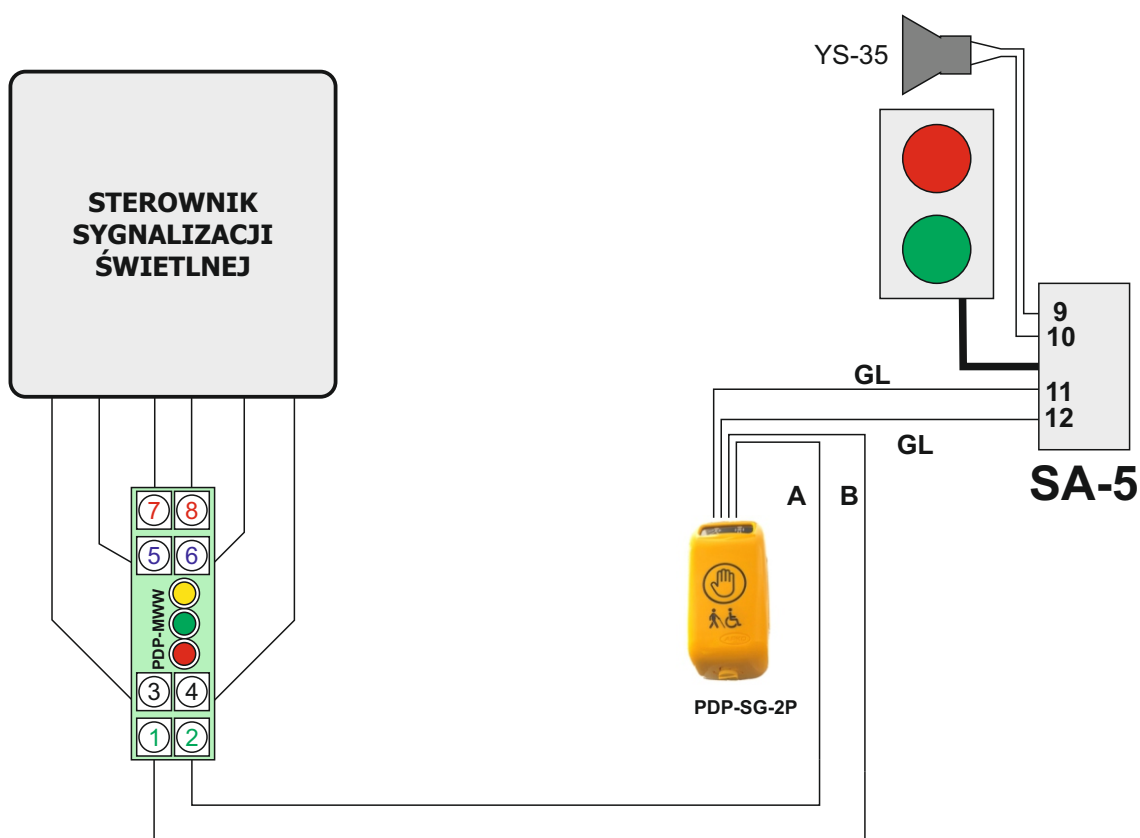 YS-35
STEROWNIK
SYGNALIZACJI
ŚWIETLNEJ
9
10
GL
11
12
GL
SA-5
A B
7 8
5 6
PDP-MWW
3 4
1 2
PDP-SG-2P